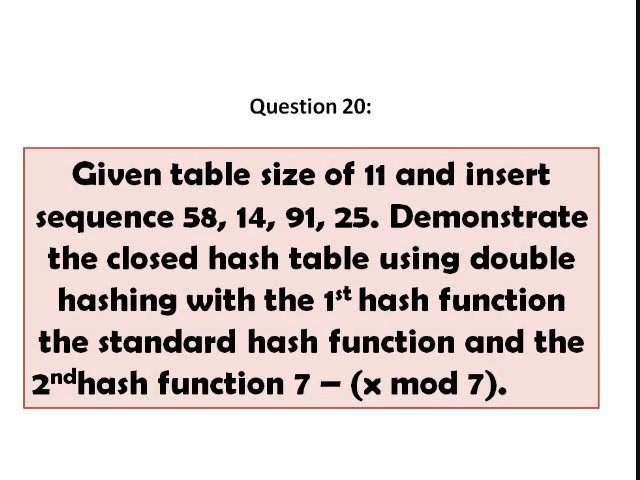 Question 20:
Given table size of 11 and insert
sequence 58, 14, 91, 25. Demonstrate
the closed hash table using double
hashing with the 1st hash function
the standard hash function and the
2ndhash function 7 – (x mod 7).